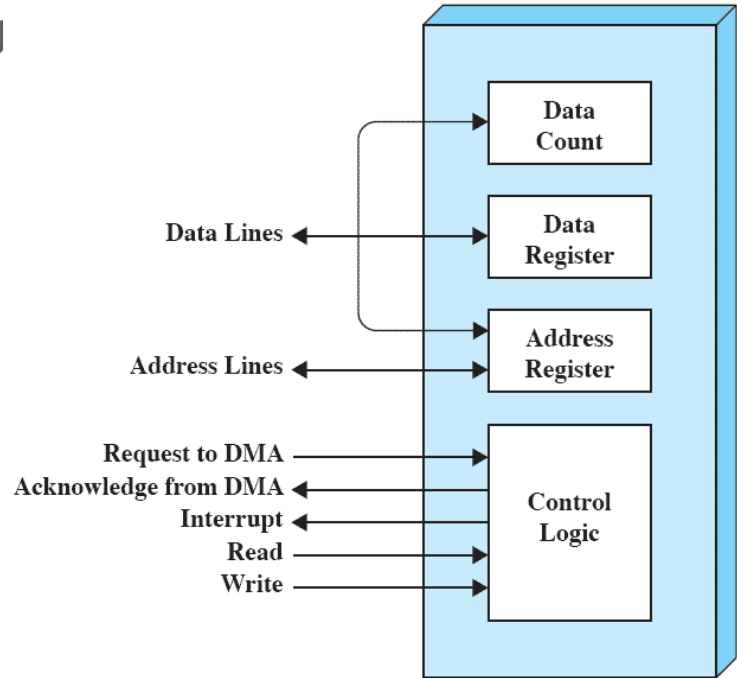 Data
Count
Data Lines
Data
Register
Address Lines
Address
Register
Request to DMA
Acknowledge from DMA
Interrupt
Read
Write
Control
Logic